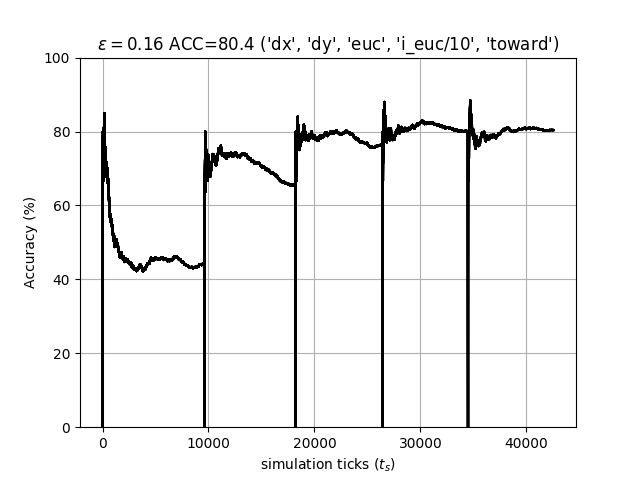 ε = 0.16 ACC=80.4 ('dx', 'dy', 'euc', 'i_euc/10', 'toward')
100
80
60
40
20
0
Accuracy (%)
0 10000 20000 30000 40000
simulation ticks (tₛ)